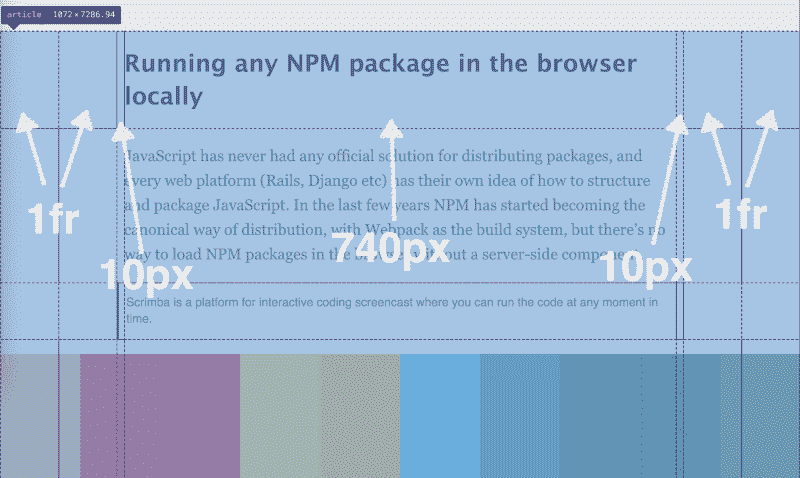 article 1072 × 7286.94
Running any NPM package in the browser
locally
JavaScript has never had any official solution for distributing packages, and
every web platform (Rails, Django etc) has their own idea of how to structure
and package JavaScript. In the last few years NPM has started becoming the
canonical way of distribution, with Webpack as the build system, but there's no
way to load NPM packages in the browser without a server-side component.
1fr
10px
740px
10px
1fr
Scrimba is a platform for interactive coding screencast where you can run the code at any moment in
time.